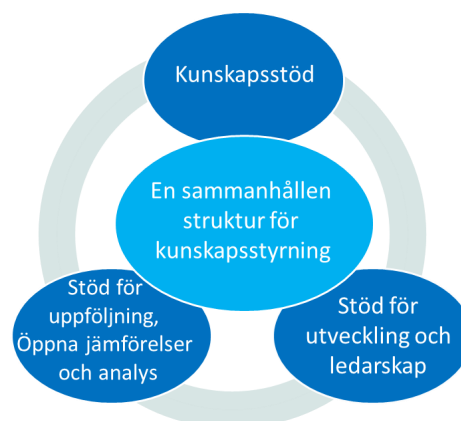 Kunskapsstöd
En sammanhållen
struktur för
kunskapsstyrning
Stöd för
uppföljning,
Öppna jämförelser
och analys
Stöd för
utveckling och
ledarskap